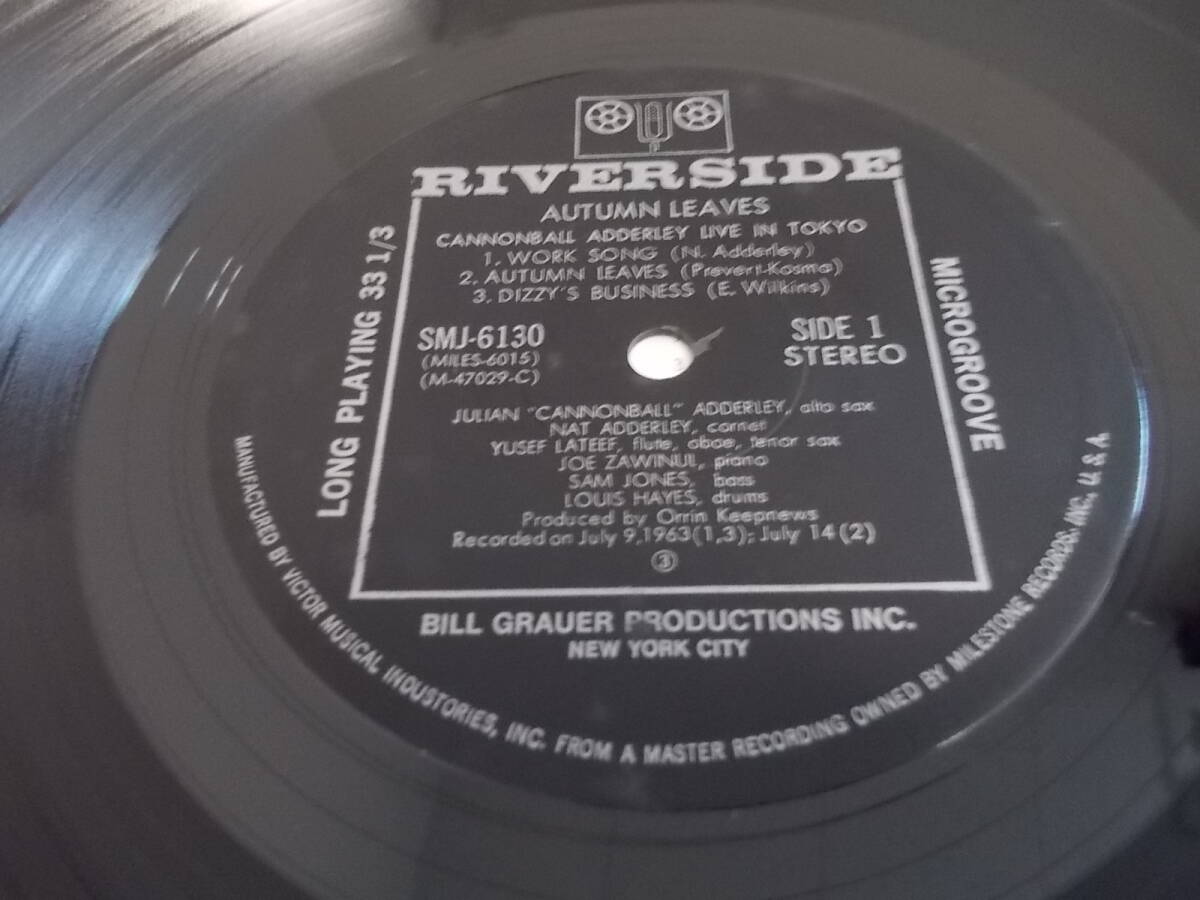 RIVERSIDE
AUTUMN LEAVES
CANNONBALL ADDERLEY LIVE IN TOKYO
1. WORK SONG (N. Adderley)
2. AUTUMN LEAVES (Prevert-Kosma)
3. DIZZY'S BUSINESS (E. Wilkins)
SMJ-6130
(MILES-6015)
(M-47029-C)
SIDE 1
STEREO
JULIAN "CANNONBALL" ADDERLEY, alto sax
NAT ADDERLEY, cornet
YUSEF LATEEF, flute, oboe, tenor sax
JOE ZAWINUL, piano
SAM JONES, bass
LOUIS HAYES, drums
Produced by Orrin Keepnews
Recorded on July 9,1963(1,3); July 14(2)
③
LONG PLAYING 33 1/3
MICROGROOVE
BILL GRAUER PRODUCTIONS INC.
NEW YORK CITY
MANUFACTURED BY VICTOR MUSICAL INDUSTORIES, INC. FROM A MASTER RECORDING OWNED BY MILESTONE RECORDS, INC., U. S. A.